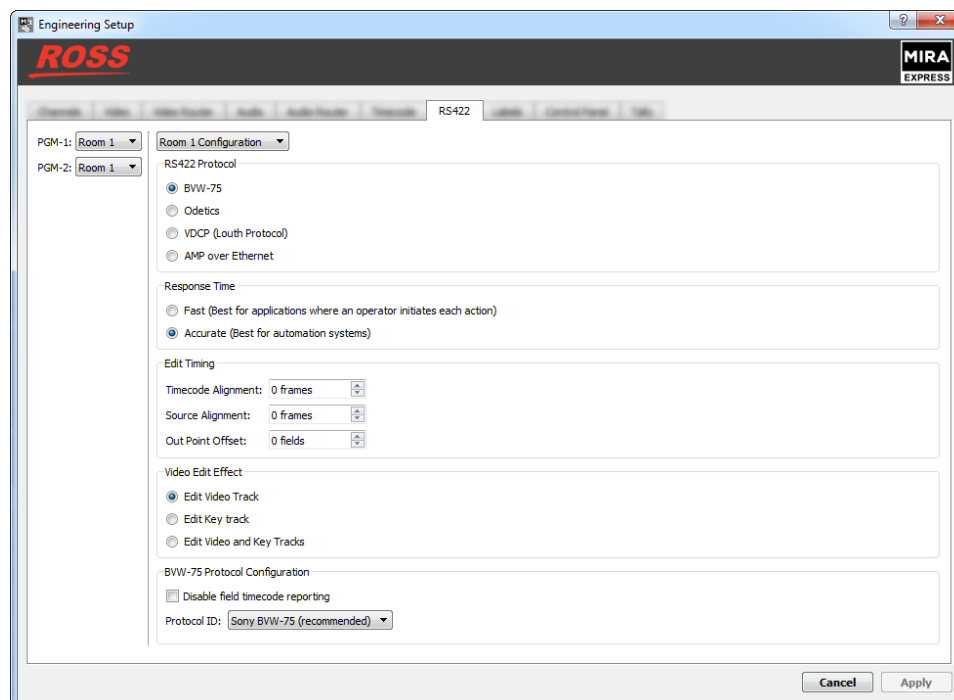 Engineering Setup
ROSS
MIRA
EXPRESS
RS422
PGM-1: Room 1
PGM-2: Room 1
Room 1 Configuration
RS422 Protocol
BVW-75
Odetics
VDCP (Louth Protocol)
AMP over Ethernet
Response Time
Fast (Best for applications where an operator initiates each action)
Accurate (Best for automation systems)
Edit Timing
Timecode Alignment: 0 frames
Source Alignment: 0 frames
Out Point Offset: 0 fields
Video Edit Effect
Edit Video Track
Edit Key track
Edit Video and Key Tracks
BVW-75 Protocol Configuration
Disable field timecode reporting
Protocol ID: Sony BVW-75 (recommended)
Cancel Apply